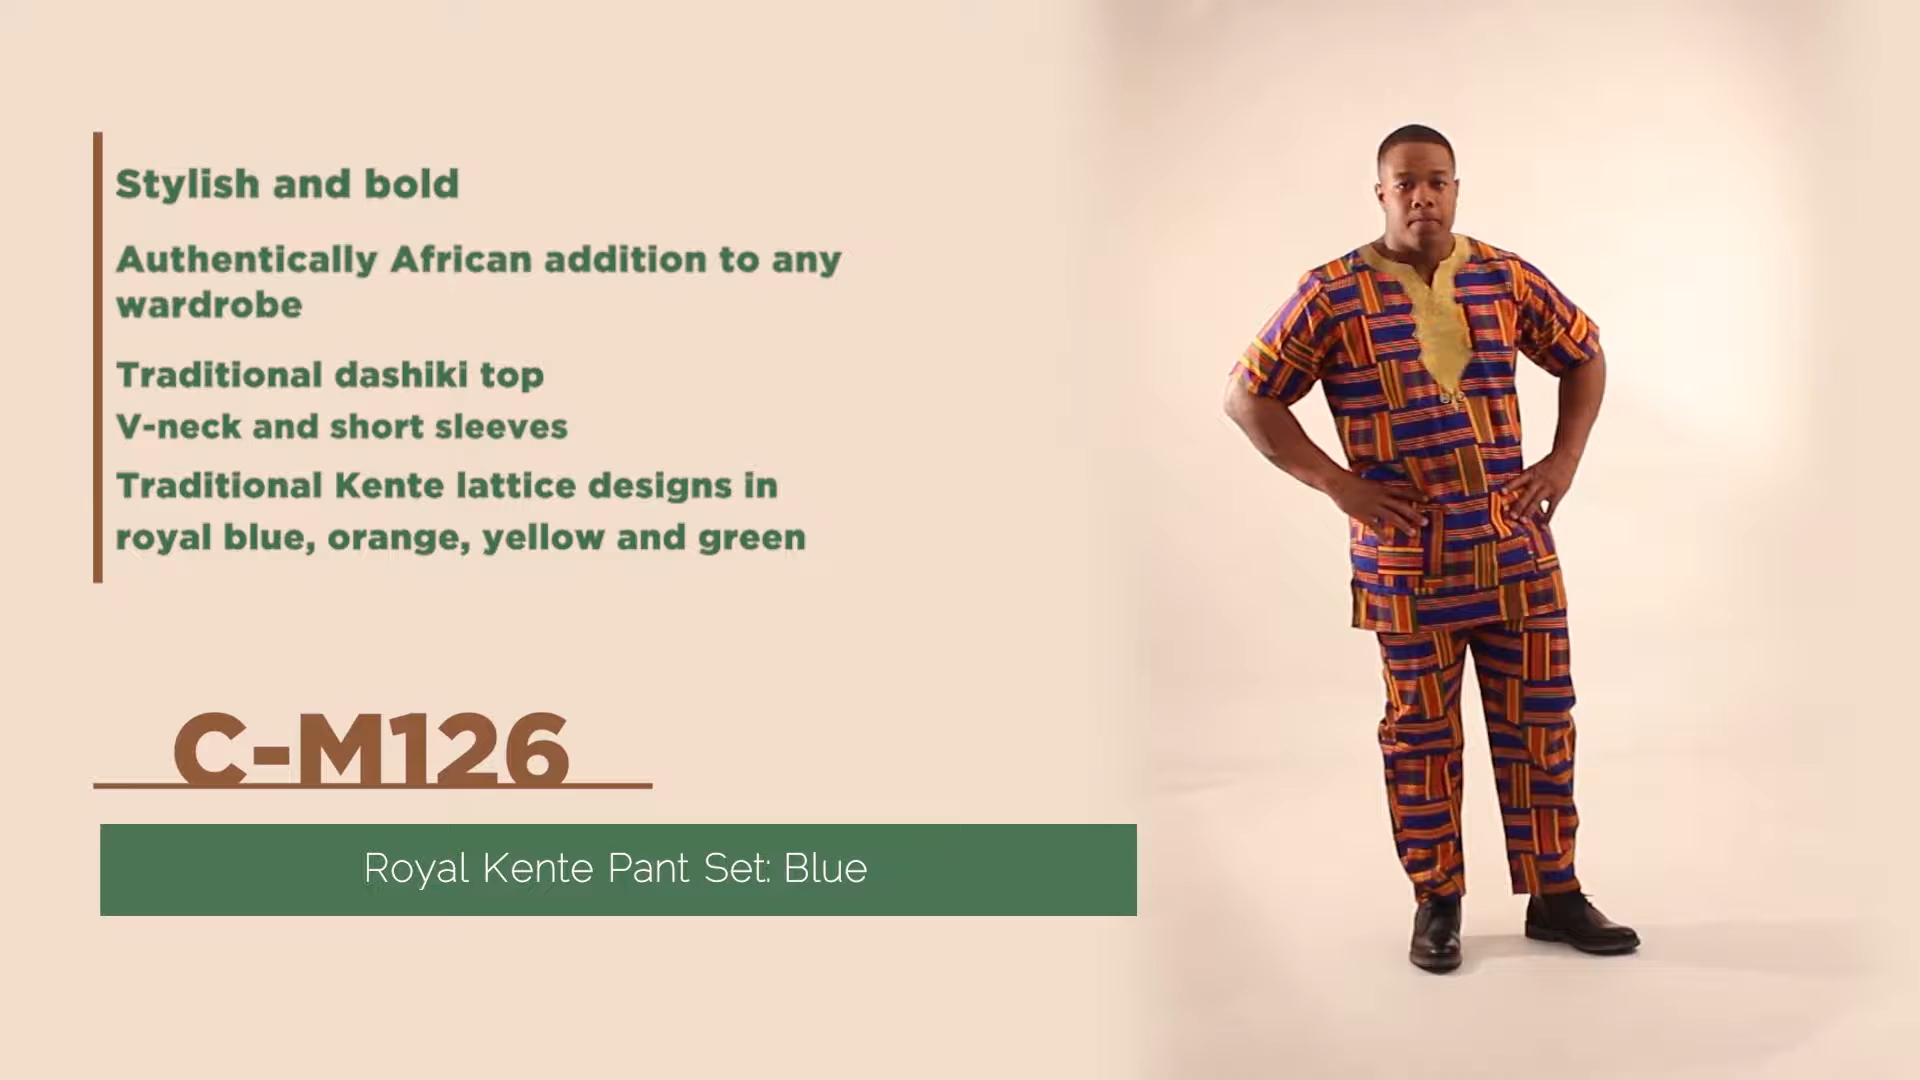 Stylish and bold
Authentically African addition to any
wardrobe
Traditional dashiki top
V-neck and short sleeves
Traditional Kente lattice designs in
royal blue, orange, yellow and green
C-M126
Royal Kente Pant Set: Blue